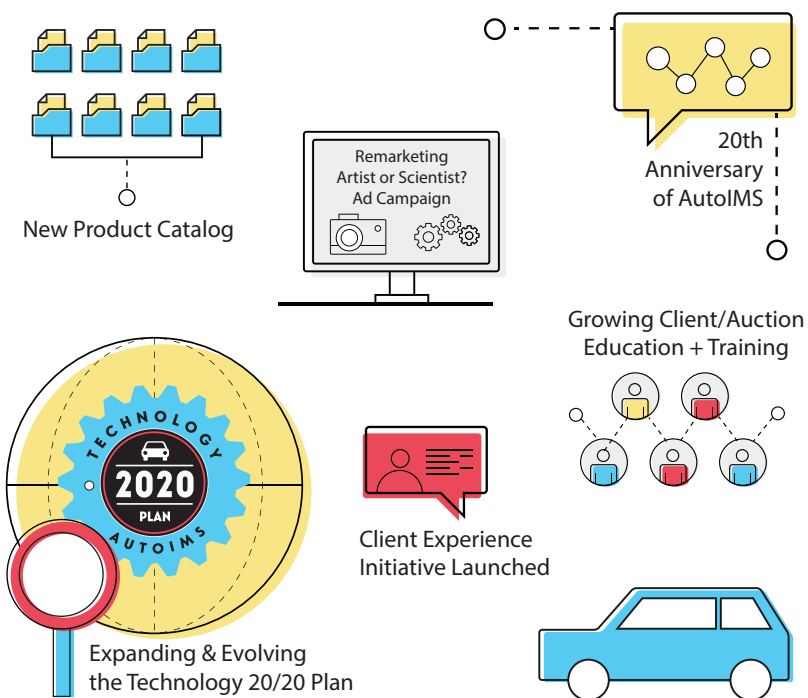 New Product Catalog
Remarketing
Artist or Scientist?
Ad Campaign
20th
Anniversary
of AutoIMS
Growing Client/Auction
Education + Training
TECHNOLOGY
2020
PLAN
AUTOIMS
Client Experience
Initiative Launched
Expanding & Evolving
the Technology 20/20 Plan